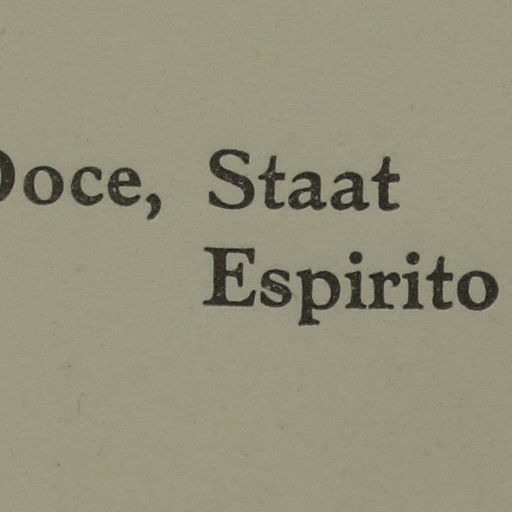 Doce, Staat
Espirito